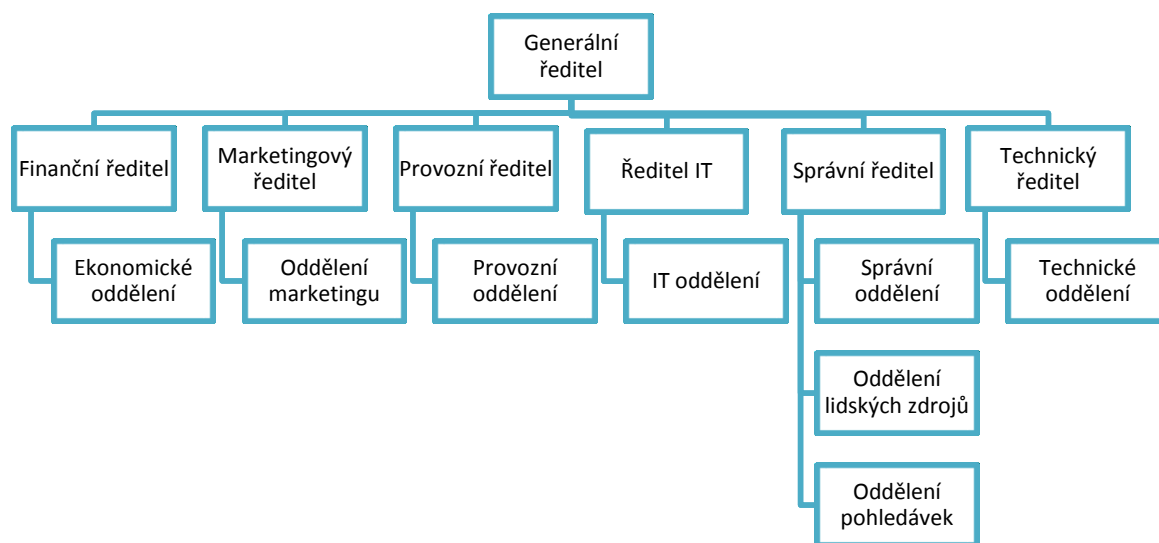 Generální
ředitel
Finanční ředitel
Marketingový
ředitel
Provozní ředitel
Ředitel IT
Správní ředitel
Technický
ředitel
Ekonomické
oddělení
Oddělení
marketingu
Provozní
oddělení
IT oddělení
Správní
oddělení
Technické
oddělení
Oddělení
lidských zdrojů
Oddělení
pohledávek